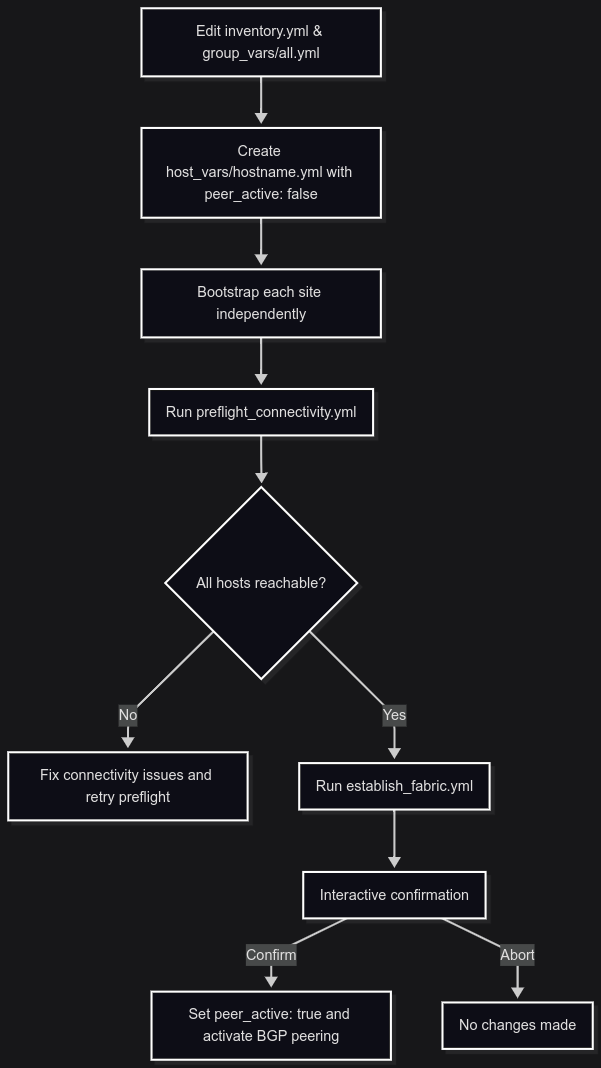 Edit inventory.yml &
group_vars/all.yml
Create
host_vars/hostname.yml with
peer_active: false
Bootstrap each site
independently
Run preflight_connectivity.yml
All hosts reachable?
No
Yes
Fix connectivity issues and
retry preflight
Run establish_fabric.yml
Interactive confirmation
Confirm
Abort
Set peer_active: true and
activate BGP peering
No changes made